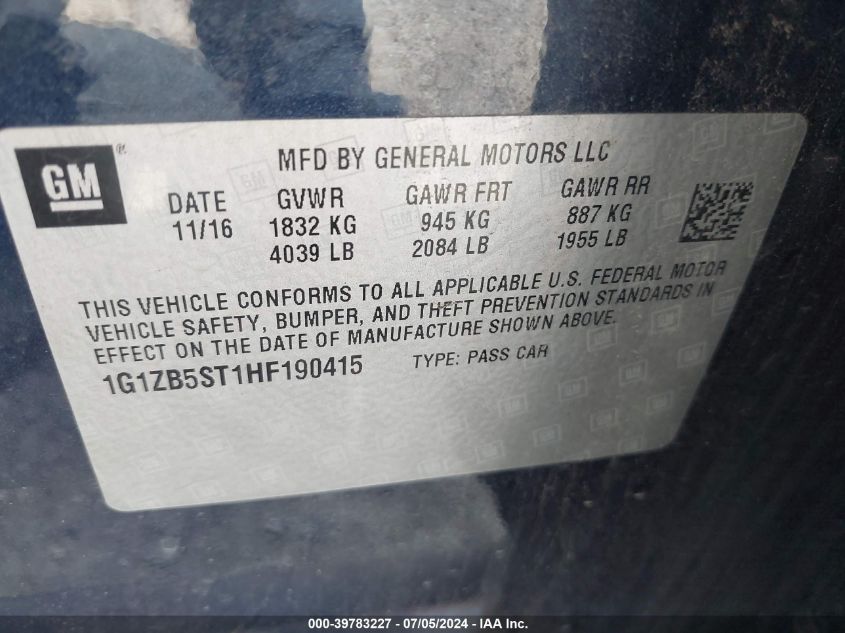 GM ®
MFD BY GENERAL MOTORS LLC
DATE GVWR GAWR FRT GAWR RR
11/16 1832 KG 945 KG 887 KG
4039 LB 2084 LB 1955 LB
THIS VEHICLE CONFORMS TO ALL APPLICABLE U.S. FEDERAL MOTOR
VEHICLE SAFETY, BUMPER, AND THEFT PREVENTION STANDARDS IN
EFFECT ON THE DATE OF MANUFACTURE SHOWN ABOVE.
1G1ZB5ST1HF190415 TYPE: PASS CAR
000-39783227 - 07/05/2024 - IAA Inc.